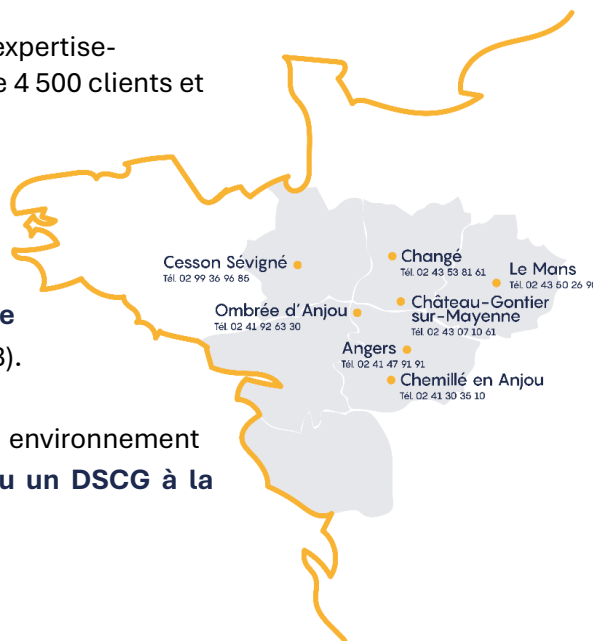 expertise-
e 4 500 clients et
Cesson Sévigné
Tél. 02 99 36 96 85
Changé
Tél. 02 43 53 81 61
Le Mans
Tél. 02 43 50 26 9
Ombrée d'Anjou
Tél. 02 41 92 63 30
Château-Gontier
sur-Mayenne
Tél. 02 43 07 10 61
e
3).
Angers
Tél. 02 41 47 91 91
Chemillé en Anjou
Tél. 02 41 30 35 10
environnement
u un DSCG à la